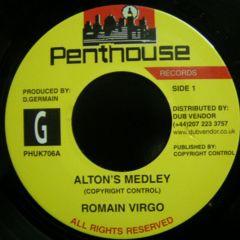 Penthouse
RECORDS
PRODUCED BY:
D.GERMAIN
SIDE 1
G
DISTRIBUTED BY:
DUB VENDOR
(+44)207 223 3757
www.dubvendor.co.uk
PHUK706A
PUBLISHED BY:
COPYRIGHT CONTROL
ALTON'S MEDLEY
(COPYRIGHT CONTROL)
ROMAIN VIRGO
ALL RIGHTS RESERVED